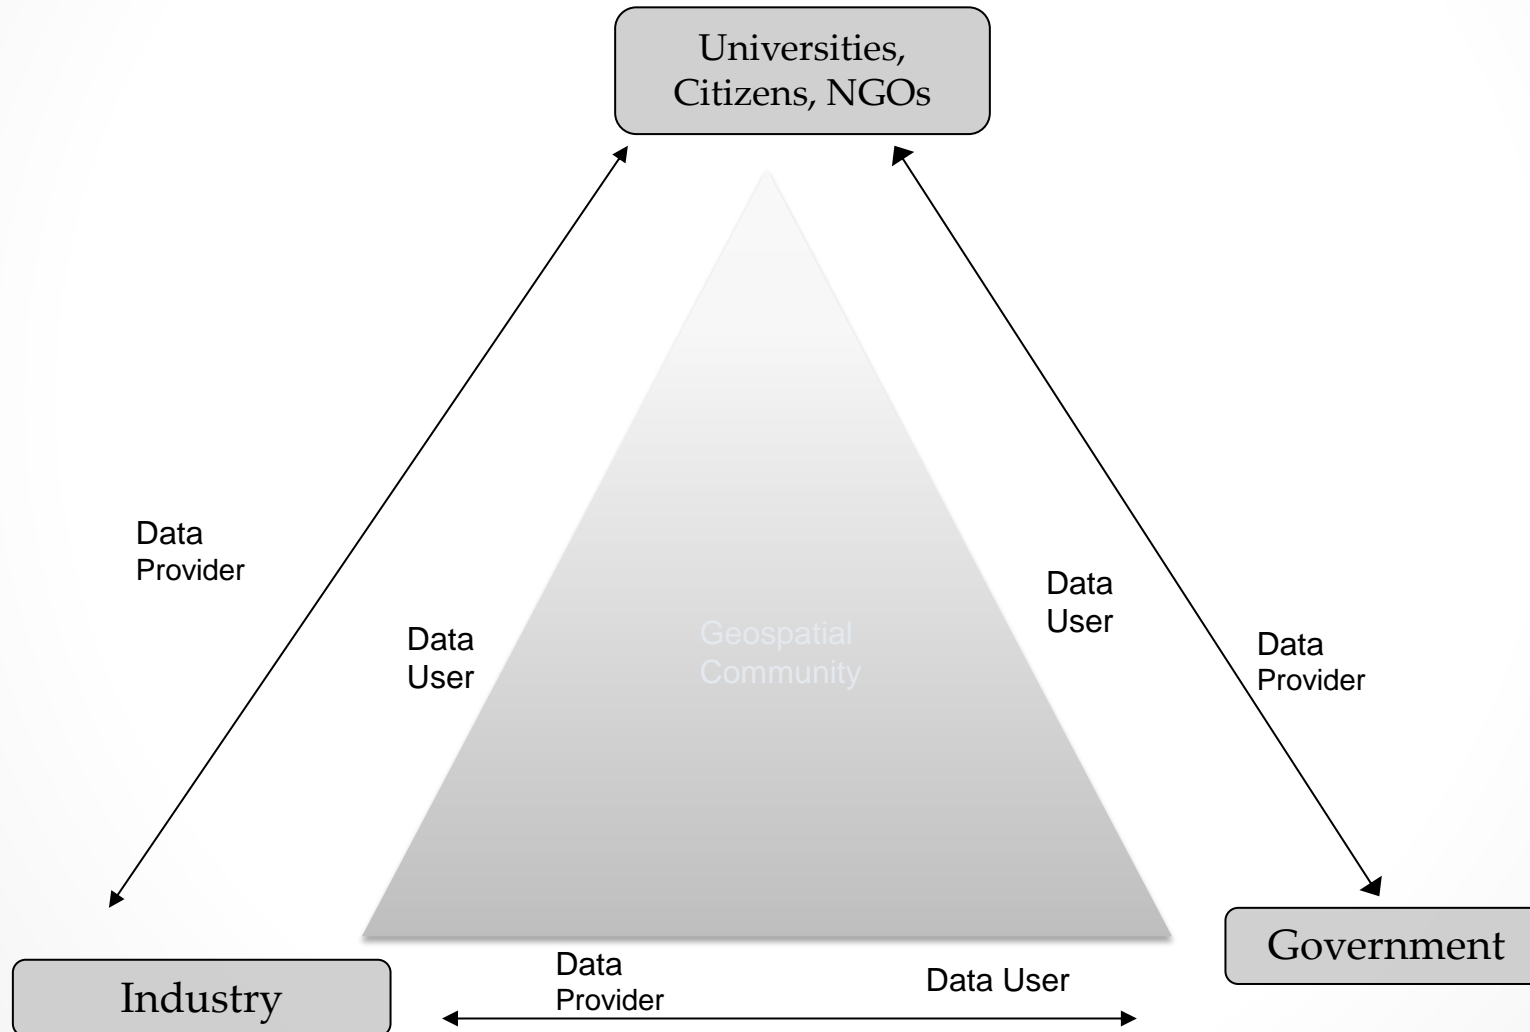 Universities,
Citizens, NGOs
Data
Provider
Data
User
Geospatial
Community
Data
User
Data
Provider
Industry
Data
Provider
Data User
Government